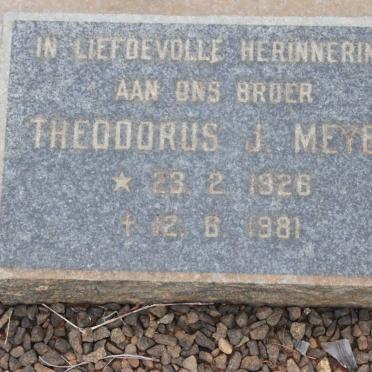 IN LIEFDEVOLLE HERINNERIN
AAN ONS BROER
THEODORUS J. MEYE
★ 23. 2. 1926
✝ 12. 6. 1981